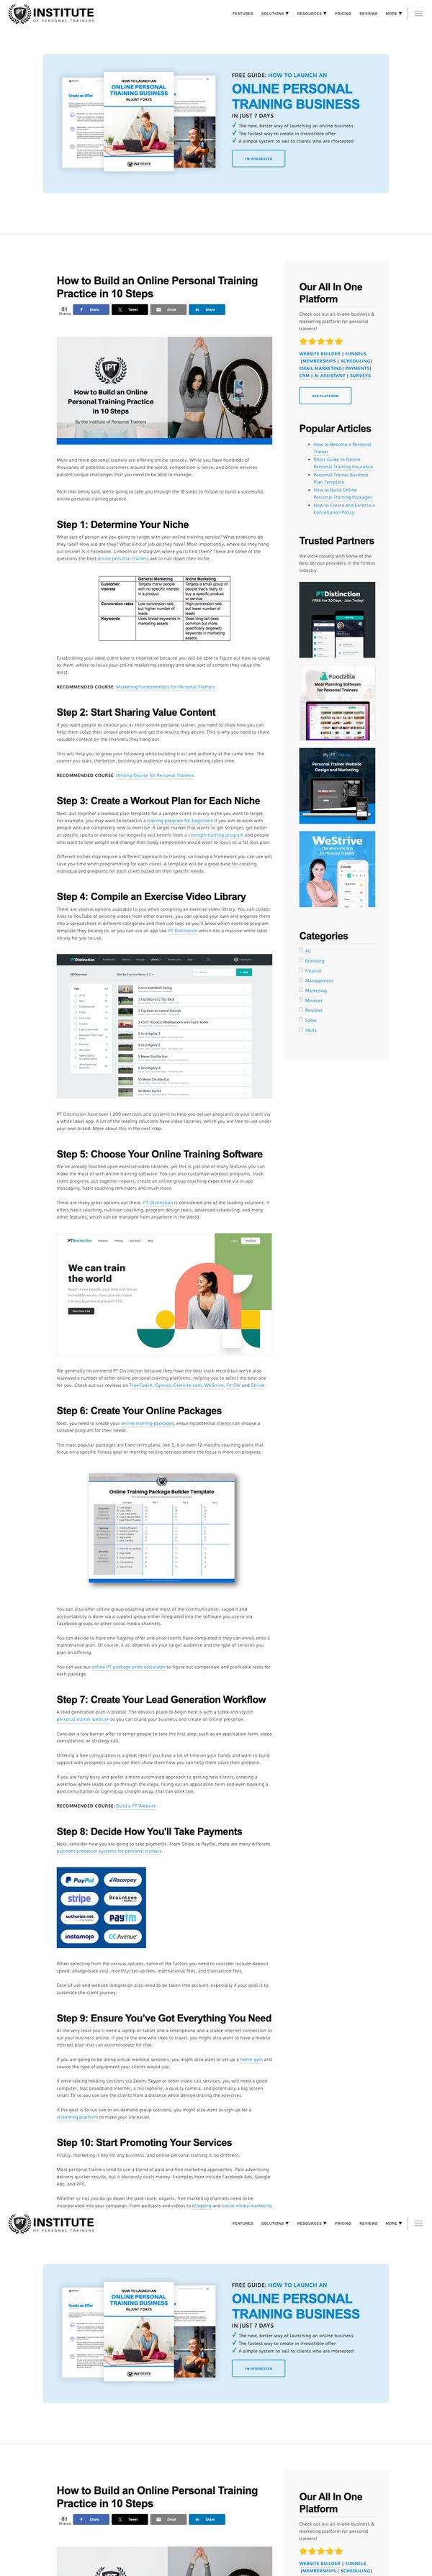 INSTITUTE
OF PERSONAL TRAINERS
FEATURES SOLUTIONS ▼ RESOURCES ▼ PRICING REVIEWS MORE ▼
FREE GUIDE: HOW TO LAUNCH AN
ONLINE PERSONAL
TRAINING BUSINESS
IN JUST 7 DAYS
The new, better way of launching an online business
The fastest way to create in irresistible offer
A simple system to sell to clients who are interested
I'M INTERESTED
How to Build an Online Personal Training
Practice in 10 Steps
81
Shares
Share
Tweet
Email
Share
How to Build an Online
Personal Training Practice
in 10 Steps
By the Institute of Personal Trainers
More and more personal trainers are offering online services. While you have hundreds of
thousands of potential customers available to you, competition is fierce, and unlike in-person
services there are many techniques that you need to be able to manage.
With that being said, we're going to take you through the 10 steps to follow to build a successful
online personal training practice.
Step 1: Determine Your Niche
What sort of person are you going to target with your online training service? What problems do
they face? How old are they? What sort of job do they have? Most importantly, where do they hang
out online? Is it Facebook, LinkedIn or Instagram where you'll find them? These are some of the
questions the best online personal trainers ask to nail down their niche.
General Marketing Niche Marketing
Customer interest
Targets many people with no specific interest in a product
Targets a small group of people that's likely to buy a specific product or service
Conversion rates
Low conversion rate, but higher number of leads
High conversion rate, but lower number of leads
Keywords
Uses broad keywords in marketing assets
Uses long-tail (less common but more specifically targeted) keywords in marketing assets
Establishing your ideal client base is imperative because you will be able to figure out how to speak
to them, where to focus your advertising and promotion and what content they value the
most.
RECOMMENDED COURSE: Marketing Fundamentals for Personal Trainers
Step 2: Start Sharing Value Content
If you want people to choose you as their online personal trainer, you need to show how you can
help them solve their unique problem and get the results they desire. This is why you need to share
valuable content on the channels they hang out.
This will help you to grow your following while building trust and authority at the same time. The
sooner you start, the better, because building an audience via content marketing takes time.
RECOMMENDED COURSE: Writing Course for Personal Trainers
Step 3: Create a Workout Plan for Each Niche
Next, put together a workout plan template for a sample client in every niche you want to target.
For example, you may establish a training program for beginners if you will be working with
people who are completely new to exercise. A target market that wants to get stronger, get better
results for sports or exercise for longer might benefit from a strength training program and people
who want to lose weight and change their body composition would want to focus on a fat loss plan.
Different niches may require a different approach to training, so having a framework you can use will
save you time when programming for each client. A template will be a great base for creating
individualized programs for each client based on their specific needs.
Step 4: Compile an Exercise Video Library
There are several options available to you when compiling an exercise video library. You can collect
links to YouTube of existing videos from other trainers, you can upload your own and organize them
into a spreadsheet in different categories and then use tags so you'll know which exercise program
template they belong to, or you can use an app like PT Distinction which has a massive white label
library for you to use.
PT Distinction have over 1,200 exercises and systems to help you deliver programs to your client via
a white label app. A lot of the leading solutions have video libraries, which you are free to use under
your own brand. More about this in the next step.
Step 5: Choose Your Online Training Software
We've already touched upon exercise video libraries, yet this is just one of many features you can
make the most of with online training software. You can also customize workout programs, track
client progress, put together reports, create an online group coaching experience via in-app
messaging, habit coaching reminders and much more.
There are many great options out there. PT Distinction is considered one of the leading solutions. It
offers habit coaching, nutrition coaching, program design tools, advanced scheduling, and many
other features, which can be managed from anywhere in the world.
PTDistinction
We can train
the world
We generally recommend PT Distinction because they have the best track record but we've also
reviewed a number of other online personal training platforms, helping you to select the best one
for you. Check out our reviews on TrueCoach, Gymvio, Exercise.com, WeStrive, Fit SW and Strive.
Step 6: Create Your Online Packages
Next, you need to create your online training packages, ensuring potential clients can choose a
suitable program for their needs.
The most popular packages are fixed term plans, like 3, 6 or even 12-months coaching plans that
focus on a specific fitness goal or monthly rolling services where the focus is more on progress.
Online Training Package Builder Template
You can also offer online group coaching where most of the communication, support and
accountability is done via a support group either integrated into the software you use or via
Facebook groups or other social media channels.
You can decide to have one flagship offer and once clients have completed it they can enroll onto a
maintenance plan. Of course, it all depends on your target audience and the type of services you
plan on offering.
You can use our online PT package price calculator to figure out competitive and profitable rates for
each package.
Step 7: Create Your Lead Generation Workflow
A lead generation plan is pivotal. The obvious place to begin here is with a sleek and stylish
personal trainer website so you can brand your business and create an online presence.
Consider a low barrier offer to tempt people to take the first step, such as an application form, video
consultation, or strategy call.
Offering a free consultation is a great idea if you have a lot of time on your hands and want to build
rapport with prospects so you can then show them how you can help them solve their problem.
If you are fairly busy and prefer a more automated approach to getting new clients, creating a
workflow where leads can go through the steps, filling out an application form and even booking a
paid consultation or signing up straight away, that can work too.
RECOMMENDED COURSE: Build a PT Website
Step 8: Decide How You'll Take Payments
Next, consider how you are going to take payments. From Stripe to PayPal, there are many different
payment processor systems for personal trainers.
PayPal Razorpay
stripe Braintree
authorize.net paytm
instamojo CC Avenue
When selecting from the various options, some of the factors you need to consider include deposit
speed, charge-back cost, monthly/set-up fees, international fees, and transaction fees.
Ease of use and website integration also need to be taken into account, especially if your goal is to
automate the client journey.
Step 9: Ensure You've Got Everything You Need
At the very least you'll need a laptop or tablet and a smartphone and a stable internet connection to
run your business online. If you're the one who likes to travel, you might also want to have a mobile
internet plan that can accommodate for that.
If you are going to be doing virtual workout sessions, you might also want to set up a home gym and
source the type of equipment your clients would use.
If were talking holding sessions via Zoom, Skype or other video call services, you will need a good
computer, fast broadband Internet, a microphone, a quality camera, and potentially a big screen
smart TV so you can see the clients from a distance while demonstrating the exercises.
If the goal is to run live or on-demand group sessions, you might also want to sign-up for a
streaming platform to make your life easier.
Step 10: Start Promoting Your Services
Finally, marketing is key for any business, and online personal training is no different.
Most personal trainers tend to use a blend of paid and free marketing approaches. Paid advertising
delivers quicker results, but it obviously costs money. Examples here include Facebook Ads, Google
Ads, and PPC.
Whether or not you do go down the paid route, organic, free marketing channels need to be
incorporated into your campaign. From podcasts and videos to blogging and social media marketing
Our All In One
Platform
Check out out all in one business &
marketing platform for personal
trainers!
WEBSITE BUILDER | FUNNELS
|MEMBERSHIPS | SCHEDULING|
EMAIL MARKETING| PAYMENTS|
CRM | AI ASSISTANT | SURVEYS
SEE PLATFORM
Popular Articles
How to Become a Personal
Trainer
Short Guide to Online
Personal Training Insurance
Personal Trainer Business
Plan Template
How to Build Online
Personal Training Packages
How to Create and Enforce a
Cancellation Policy
Trusted Partners
We work closely with some of the
best service providers in the fitness
industry.
PTDistinction
FREE For 30 Days - Join Today!
Foodzilla
Meal Planning Software
for Personal Trainers
Personal Trainer Website
Design and Marketing
WeStrive
Categories
All
Branding
Finance
Management
Marketing
Mindset
Reviews
Sales
Skills
INSTITUTE
OF PERSONAL TRAINERS
FEATURES SOLUTIONS ▼ RESOURCES ▼ PRICING REVIEWS MORE ▼
FREE GUIDE: HOW TO LAUNCH AN
ONLINE PERSONAL
TRAINING BUSINESS
IN JUST 7 DAYS
The new, better way of launching an online business
The fastest way to create in irresistible offer
A simple system to sell to clients who are interested
I'M INTERESTED
How to Build an Online Personal Training
Practice in 10 Steps
81
Shares
Share
Tweet
Email
Share
Our All In One
Platform
Check out out all in one business &
marketing platform for personal
trainers!
WEBSITE BUILDER | FUNNELS
|MEMBERSHIPS | SCHEDULING|